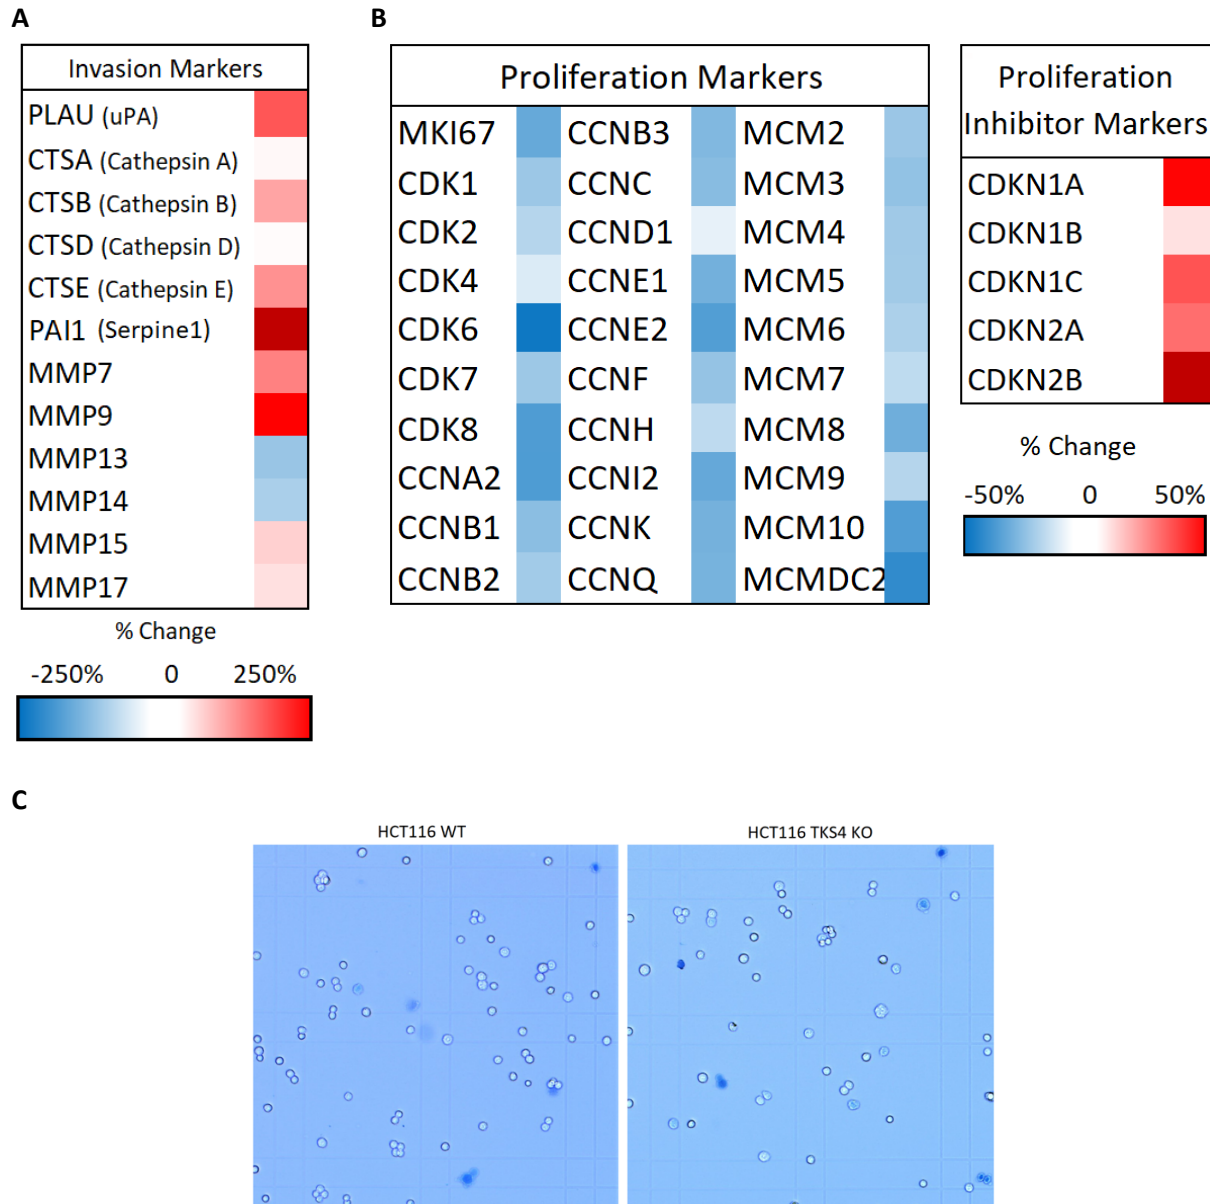 A
Invasion Markers
PLAU (uPA)
CTSA (Cathepsin A)
CTSB (Cathepsin B)
CTSD (Cathepsin D)
CTSE (Cathepsin E)
PAI1 (Serpine1)
MMP7
MMP9
MMP13
MMP14
MMP15
MMP17
% Change
-250% 0 250%
B
Proliferation Markers
MKI67 CCNB3 MCM2
CDK1 CCNC MCM3
CDK2 CCND1 MCM4
CDK4 CCNE1 MCM5
CDK6 CCNE2 MCM6
CDK7 CCNF MCM7
CDK8 CCNH MCM8
CCNA2 CCNI2 MCM9
CCNB1 CCNK MCM10
CCNB2 CCNQ MCMDC2
Proliferation
Inhibitor Markers
CDKN1A
CDKN1B
CDKN1C
CDKN2A
CDKN2B
% Change
-50% 0 50%
C
HCT116 WT
HCT116 TKS4 KO